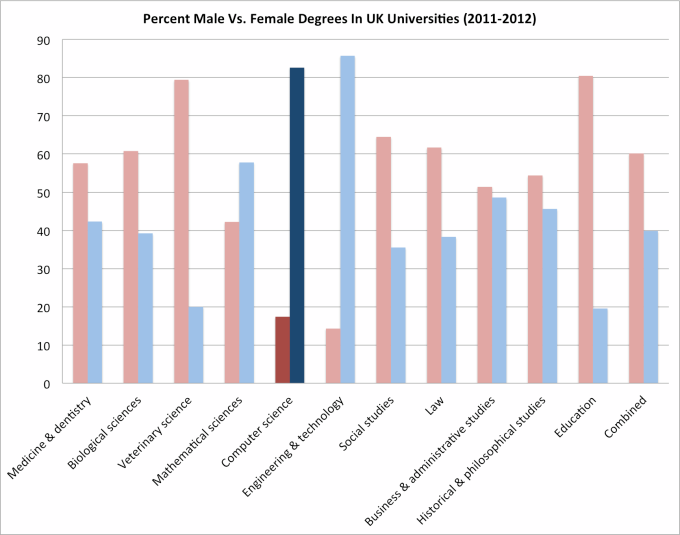 Percent Male Vs. Female Degrees In UK Universities (2011-2012)
90
80
70
60
50
40
30
20
10
0
Medicine & dentistry
Biological sciences
Veterinary science
Mathematical sciences
Computer science
Engineering & technology
Social studies
Law
Business & administrative studies
Historical & philosophical studies
Education
Combined